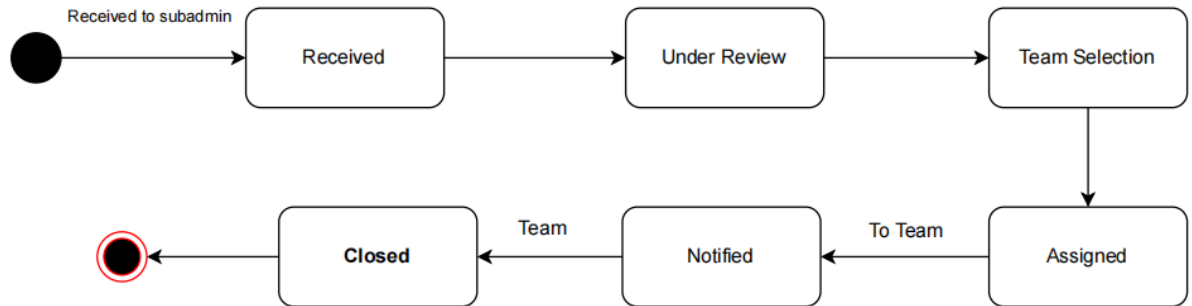 Received to subadmin
Received
Under Review
Team Selection
Closed
Team
Notified
To Team
Assigned